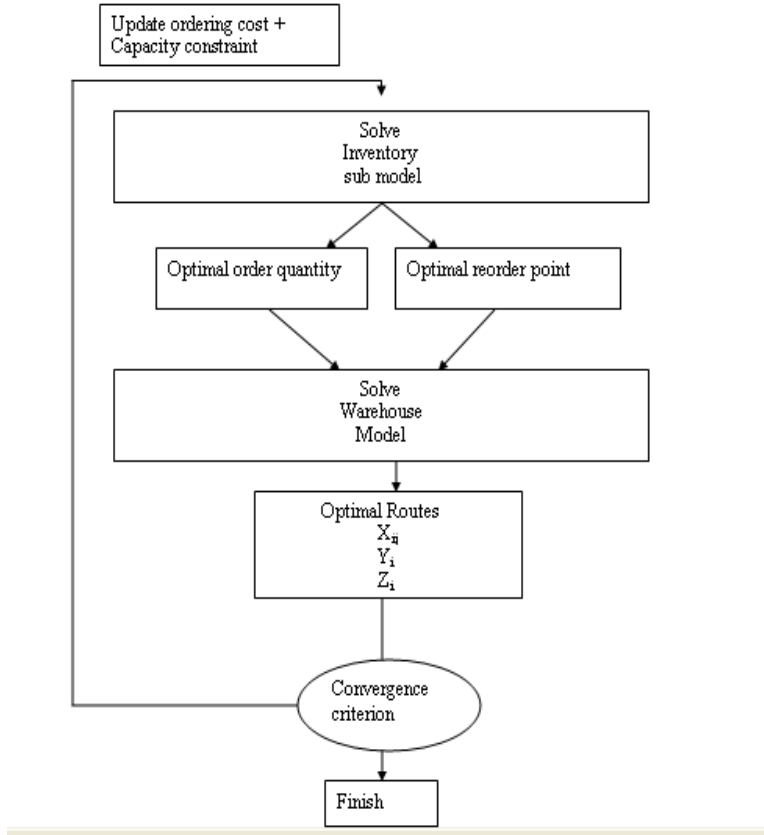 Update ordering cost +
Capacity constraint
Solve
Inventory
sub model
Optimal order quantity
Optimal reorder point
Solve
Warehouse
Model
Optimal Routes
Xij
Yi
Zi
Convergence
criterion
Finish